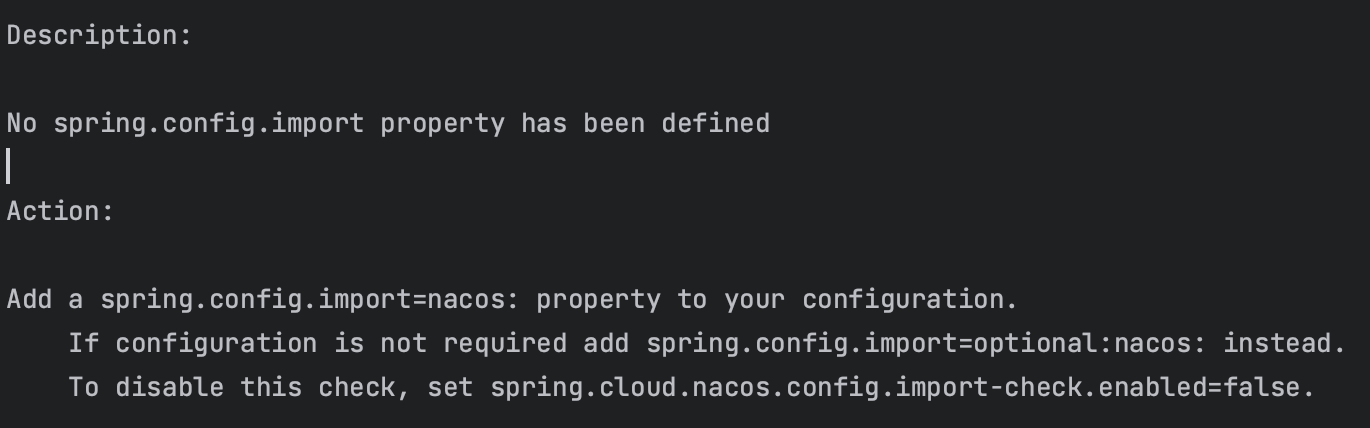 Description:
No spring.config.import property has been defined
Action:
Add a spring.config.import=nacos: property to your configuration.
If configuration is not required add spring.config.import=optional:nacos: instead.
To disable this check, set spring.cloud.nacos.config.import-check.enabled=false.